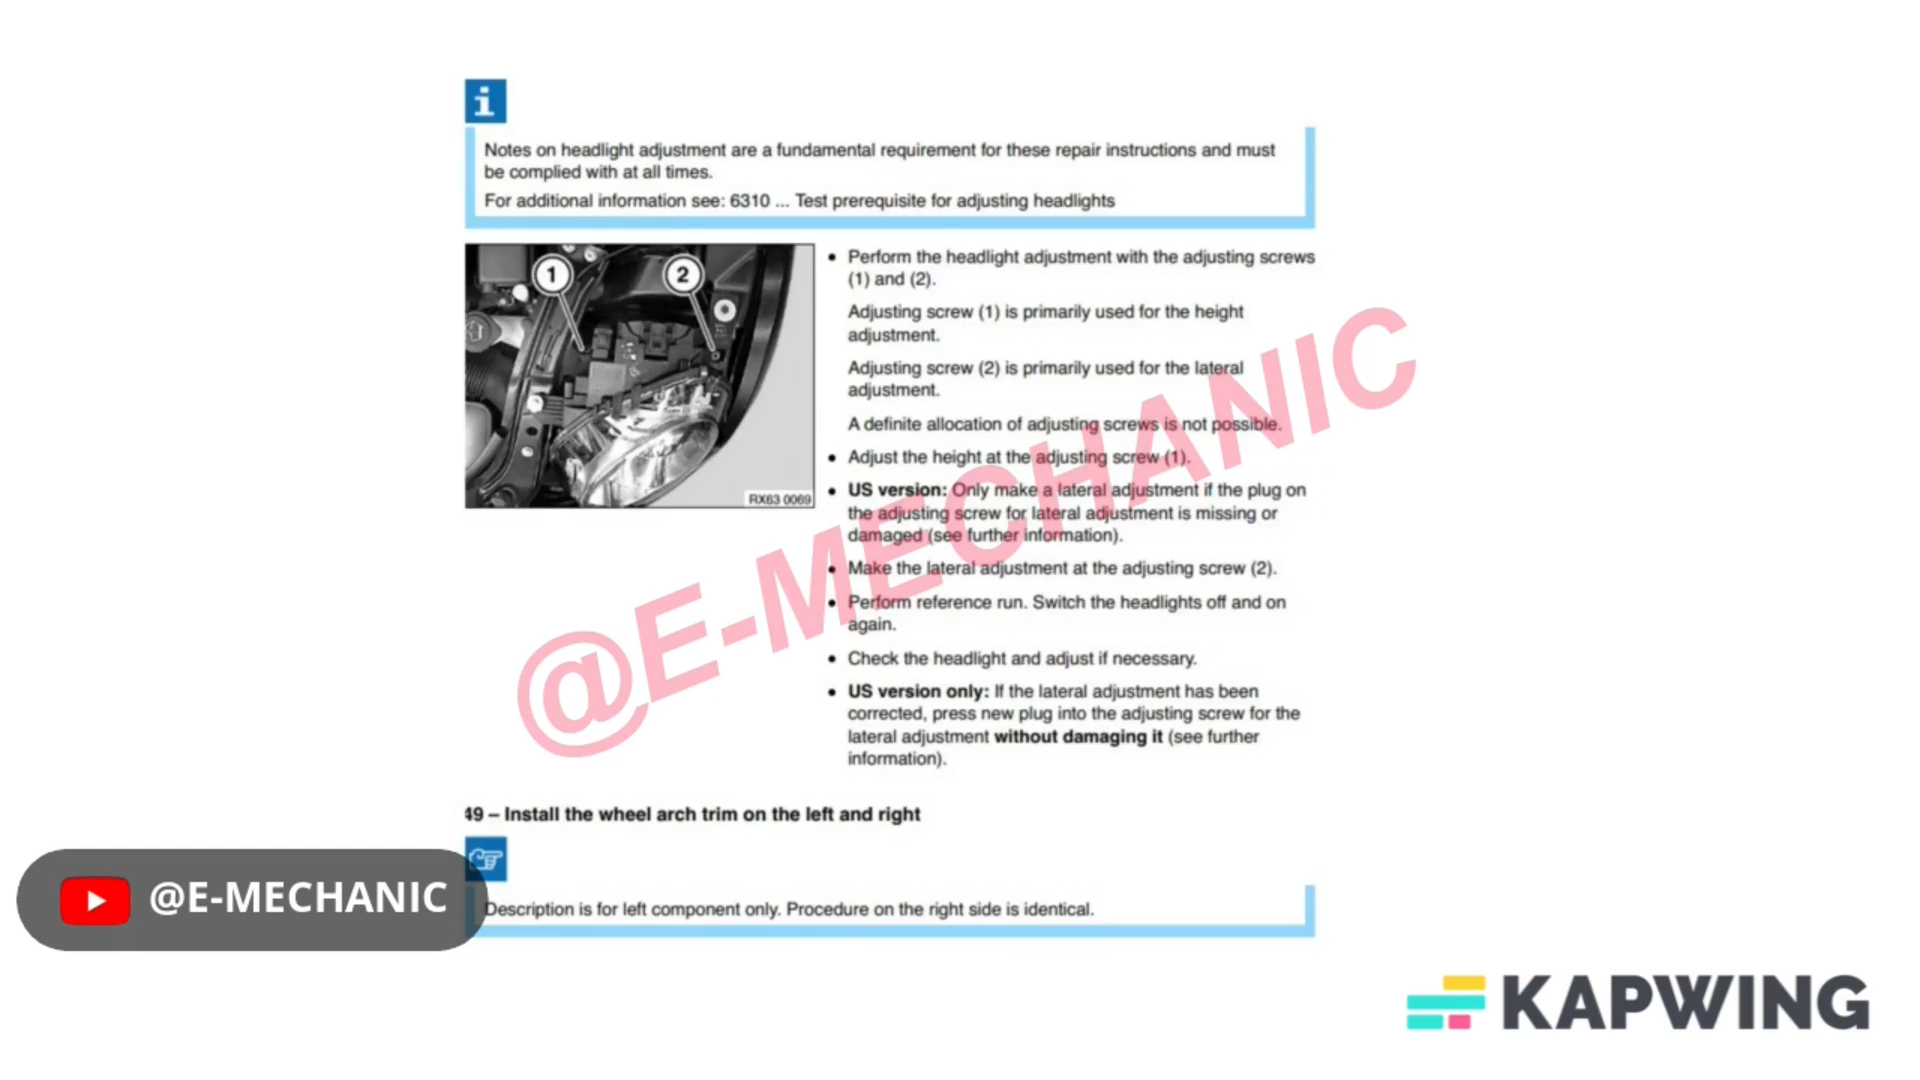 i
Notes on headlight adjustment are a fundamental requirement for these repair instructions and must
be complied with at all times.
For additional information see: 6310 ... Test prerequisite for adjusting headlights
1
2
RX63 0069
• Perform the headlight adjustment with the adjusting screws
(1) and (2).
Adjusting screw (1) is primarily used for the height
adjustment.
Adjusting screw (2) is primarily used for the lateral
adjustment.
A definite allocation of adjusting screws is not possible.
• Adjust the height at the adjusting screw (1).
• US version: Only make a lateral adjustment if the plug on
the adjusting screw for lateral adjustment is missing or
damaged (see further information).
• Make the lateral adjustment at the adjusting screw (2).
• Perform reference run. Switch the headlights off and on
again.
• Check the headlight and adjust if necessary.
• US version only: If the lateral adjustment has been
corrected, press new plug into the adjusting screw for the
lateral adjustment without damaging it (see further
information).
@E-MECHANIC
49 – Install the wheel arch trim on the left and right
Description is for left component only. Procedure on the right side is identical.
@E-MECHANIC
KAPWING